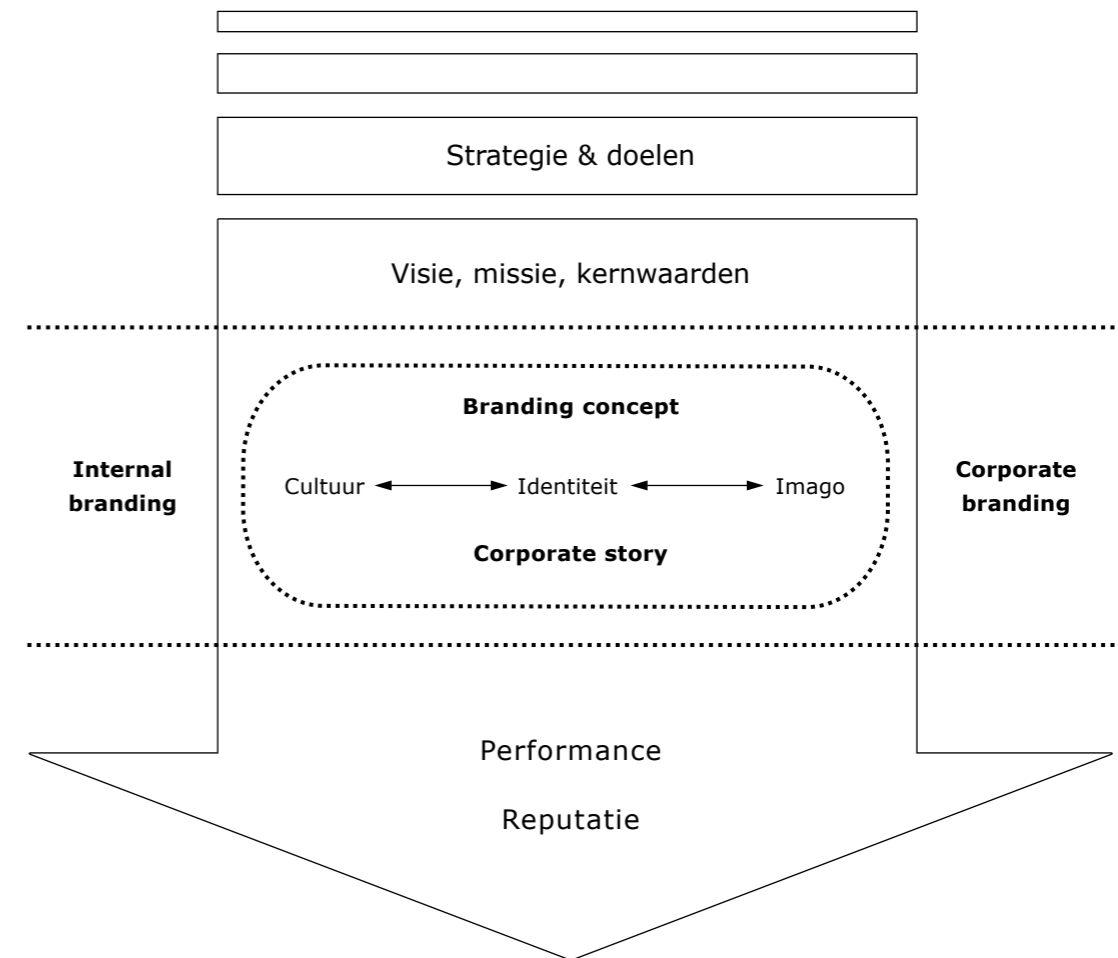 Strategie & doelen
Visie, missie, kernwaarden
Branding concept
Internal
branding
Cultuur Identiteit Imago
Corporate
branding
Corporate story
Performance
Reputatie